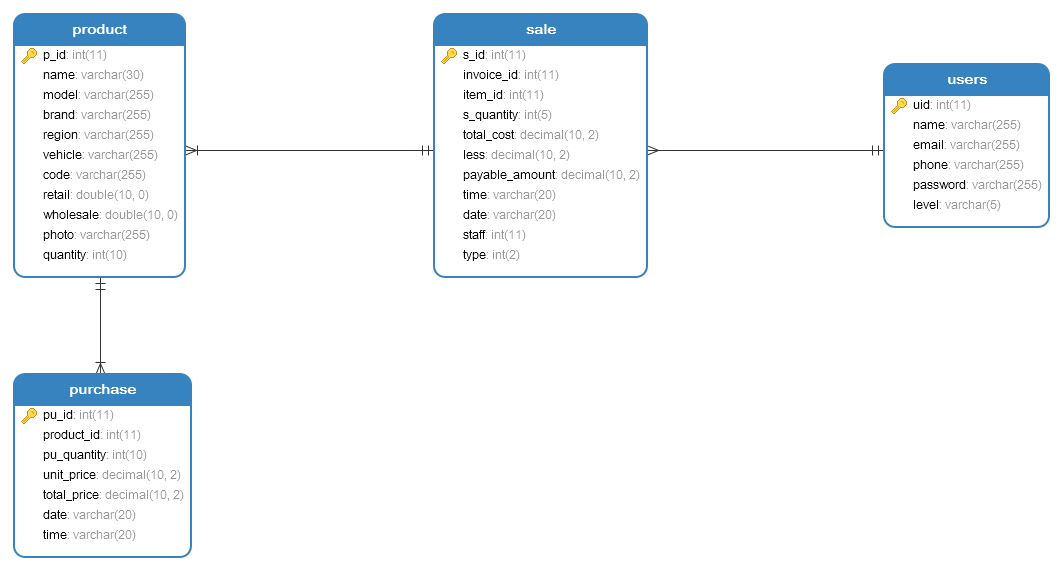 product
p_id: int(11)
name: varchar(30)
model: varchar(255)
brand: varchar(255)
region: varchar(255)
vehicle: varchar(255)
code: varchar(255)
retail: double(10, 0)
wholesale: double(10, 0)
photo: varchar(255)
quantity: int(10)
sale
s_id: int(11)
invoice_id: int(11)
item_id: int(11)
s_quantity: int(5)
total_cost: decimal(10, 2)
less: decimal(10, 2)
payable_amount: decimal(10, 2)
time: varchar(20)
date: varchar(20)
staff: int(11)
type: int(2)
users
uid: int(11)
name: varchar(255)
email: varchar(255)
phone: varchar(255)
password: varchar(255)
level: varchar(5)
purchase
pu_id: int(11)
product_id: int(11)
pu_quantity: int(10)
unit_price: decimal(10, 2)
total_price: decimal(10, 2)
date: varchar(20)
time: varchar(20)